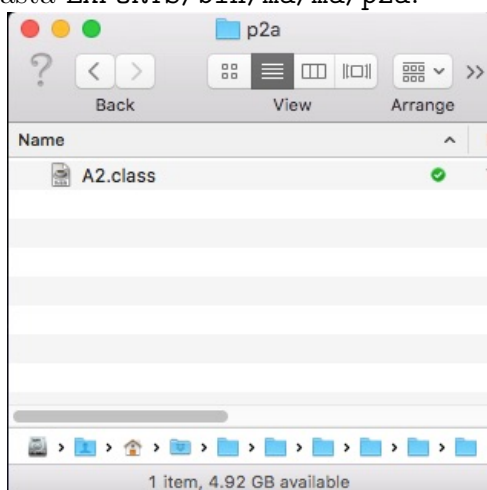 p2a
Back View Arrange
Name
A2.class
1 item, 4.92 GB available